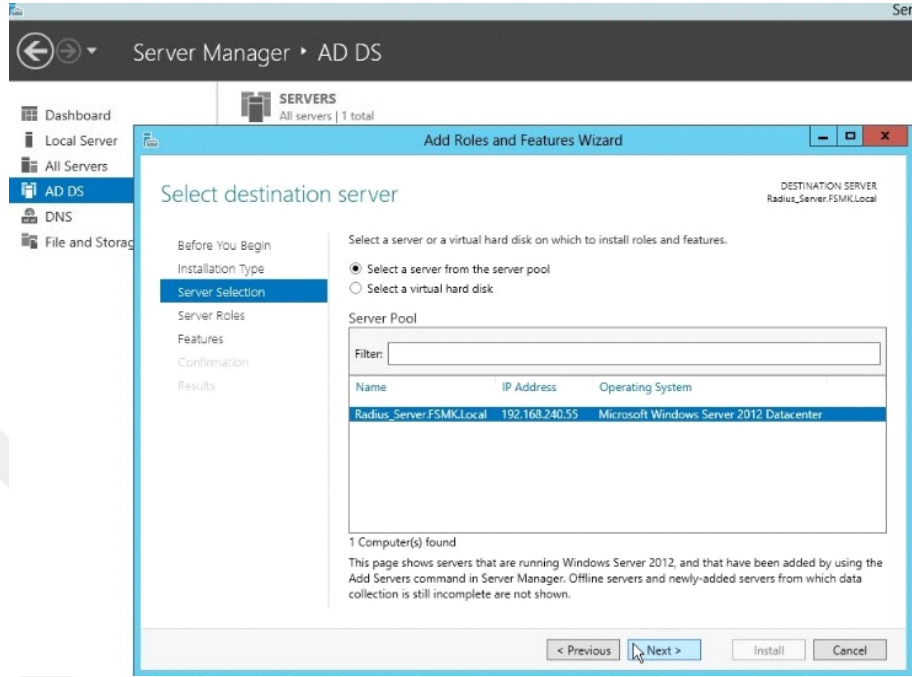 Ser
Server Manager ‣ AD DS
Dashboard
Local Server
All Servers
AD DS
DNS
File and Storag
SERVERS
All servers | 1 total
Add Roles and Features Wizard
Select destination server
DESTINATION SERVER
Radius_Server.FSMK.Local
Before You Begin
Installation Type
Server Selection
Server Roles
Features
Confirmation
Results
Select a server or a virtual hard disk on which to install roles and features.
Select a server from the server pool
Select a virtual hard disk
Server Pool
Filter:
Name IP Address Operating System
Radius_Server.FSMK.Local 192.168.240.55 Microsoft Windows Server 2012 Datacenter
1 Computer(s) found
This page shows servers that are running Windows Server 2012, and that have been added by using the
Add Servers command in Server Manager. Offline servers and newly-added servers from which data
collection is still incomplete are not shown.
< Previous Next > Install Cancel